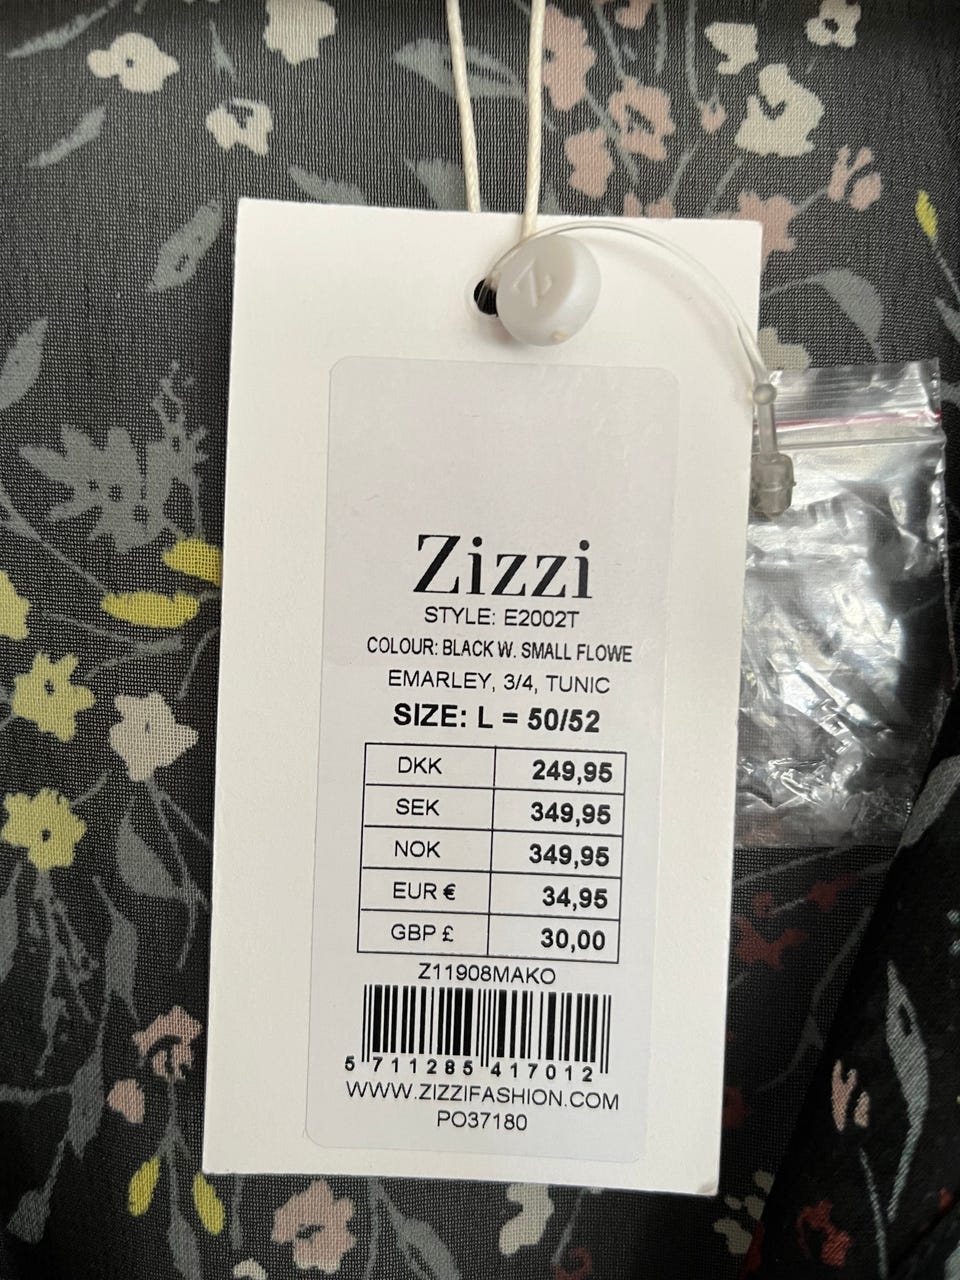 Z
Zizzi
STYLE: E2002T
COLOUR: BLACK W. SMALL FLOWE
EMARLEY, 3/4, TUNIC
SIZE: L = 50/52
DKK 249,95
SEK 349,95
NOK 349,95
EUR € 34,95
GBP £ 30,00
Z11908MAKO
5 711285 417012
WWW.ZIZZIFASHION.COM
PO37180